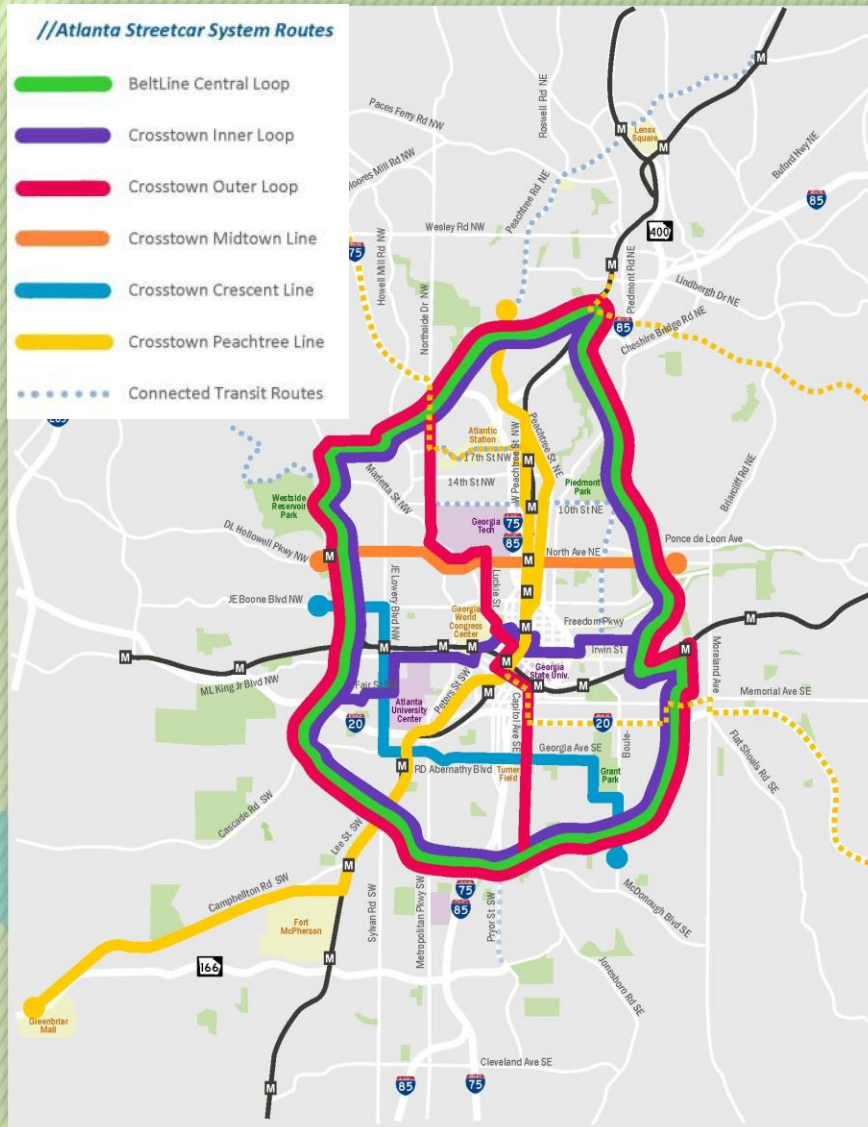 //Atlanta Streetcar System Routes
BeltLine Central Loop
Crosstown Inner Loop
Crosstown Outer Loop
Crosstown Midtown Line
Crosstown Crescent Line
Crosstown Peachtree Line
Connected Transit Routes
M
Roswell Rd NE
Paces Ferry Rd NW
Lenox
Square
M
M
Buford Hwy NE
Moores Mill Rd NW
Peachtree Rd NE
85
Wesley Rd NW
400
75
Howell Mill Rd NW
Northside Dr NW
M
Piedmont Rd NE
Lindbergh Dr NE
85
Cheshire Bridge Rd NE
Atlantic
Station
Peachtree St NE
W Peachtree St NW
M
17th St NW
Marietta St NW
14th St NW
Piedmont
Park
Briarcliff Rd NE
Westside
Reservoir
Park
M
10th St NE
Georgia
Tech
75
85
DL Hollowell Pkwy NW
M
North Ave NE
M
Ponce de Leon Ave
JE Lowery Blvd NW
Luckie St
JE Boone Blvd NW
M
Georgia
World
Congress
Center
Freedom Pkwy
M
M
Irwin St
M
M
M
M
M
M
M
Georgia
State Univ.
Moreland Ave
ML King Jr Blvd NW
Fair St
Atlanta
University
Center
Peters St SW
M
M
M
Memorial Ave SE
20
Capitol Ave SE
20
Georgia Ave SE
Boule-
Flat Shoals Rd SE
M
RD Abernathy Blvd
Turner
Field
Grant
Park
Cascade Rd SW
Lee St SW
M
Campbellton Rd SW
Sylvan Rd SW
Metropolitan Pkwy SW
75
85
Pryor St SW
McDonough Blvd SE
Fort
McPherson
M
166
Jonesboro Rd SE
Greenbriar
Mall
Cleveland Ave SE
M
85
75